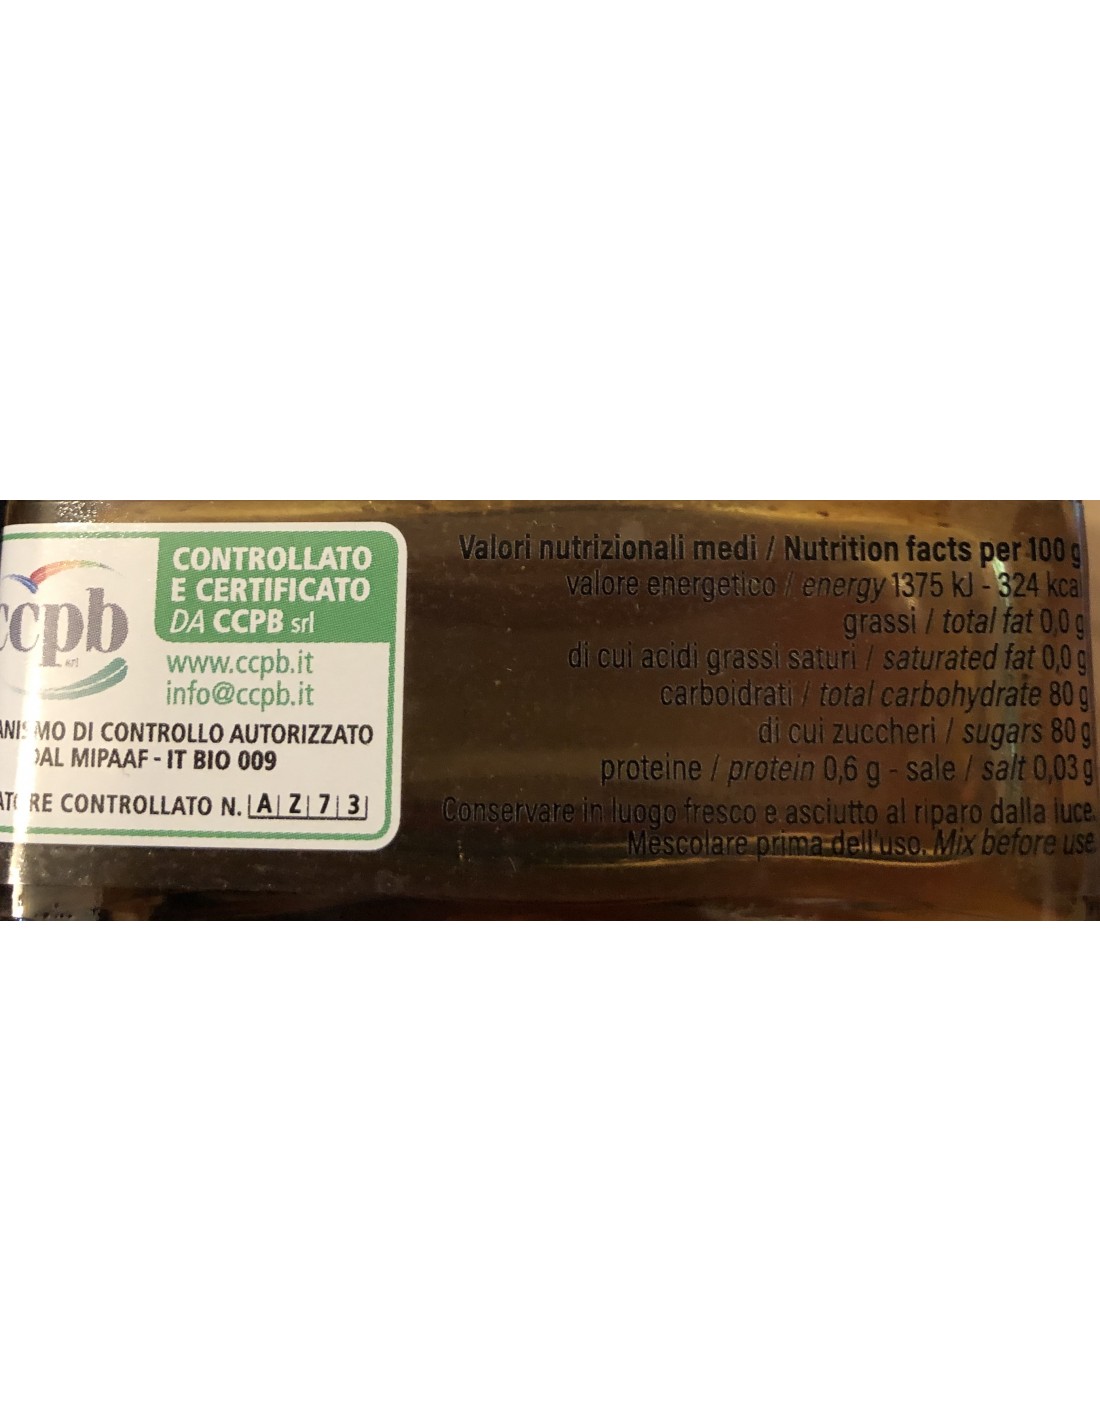 ccpb
srl
CONTROLLATO
E CERTIFICATO
DA CCPB srl
www.ccpb.it
info@ccpb.it
MO DI CONTROLLO AUTORIZZATO
DAL MIPAAF - IT BIO 009
RE CONTROLLATO N. |A|Z|7|3|
Valori nutrizionali medi / Nutrition facts per 100 g
valore energetico / energy 1375 kJ - 324 kcal
grassi / total fat 0,0 g
di cui acidi grassi saturi / saturated fat 0,0 g
carboidrati / total carbohydrate 80 g
di cui zuccheri / sugars 80 g
proteine / protein 0,6 g - sale / salt 0,03 g
Conservare in luogo fresco e asciutto al riparo dalla luce.
Mescolare prima dell'uso. Mix before use